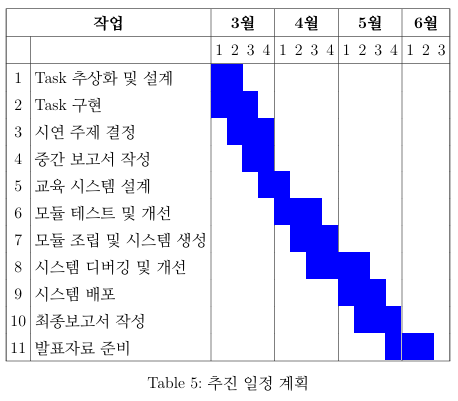 작업 3월 4월 5월 6월
1 2 3 4 1 2 3 4 1 2 3 4 1 2 3
1 Task 추상화 및 설계
2 Task 구현
3 시연 주제 결정
4 중간 보고서 작성
5 교육 시스템 설계
6 모듈 테스트 및 개선
7 모듈 조립 및 시스템 생성
8 시스템 디버깅 및 개선
9 시스템 배포
10 최종보고서 작성
11 발표자료 준비
Table 5: 추진 일정 계획